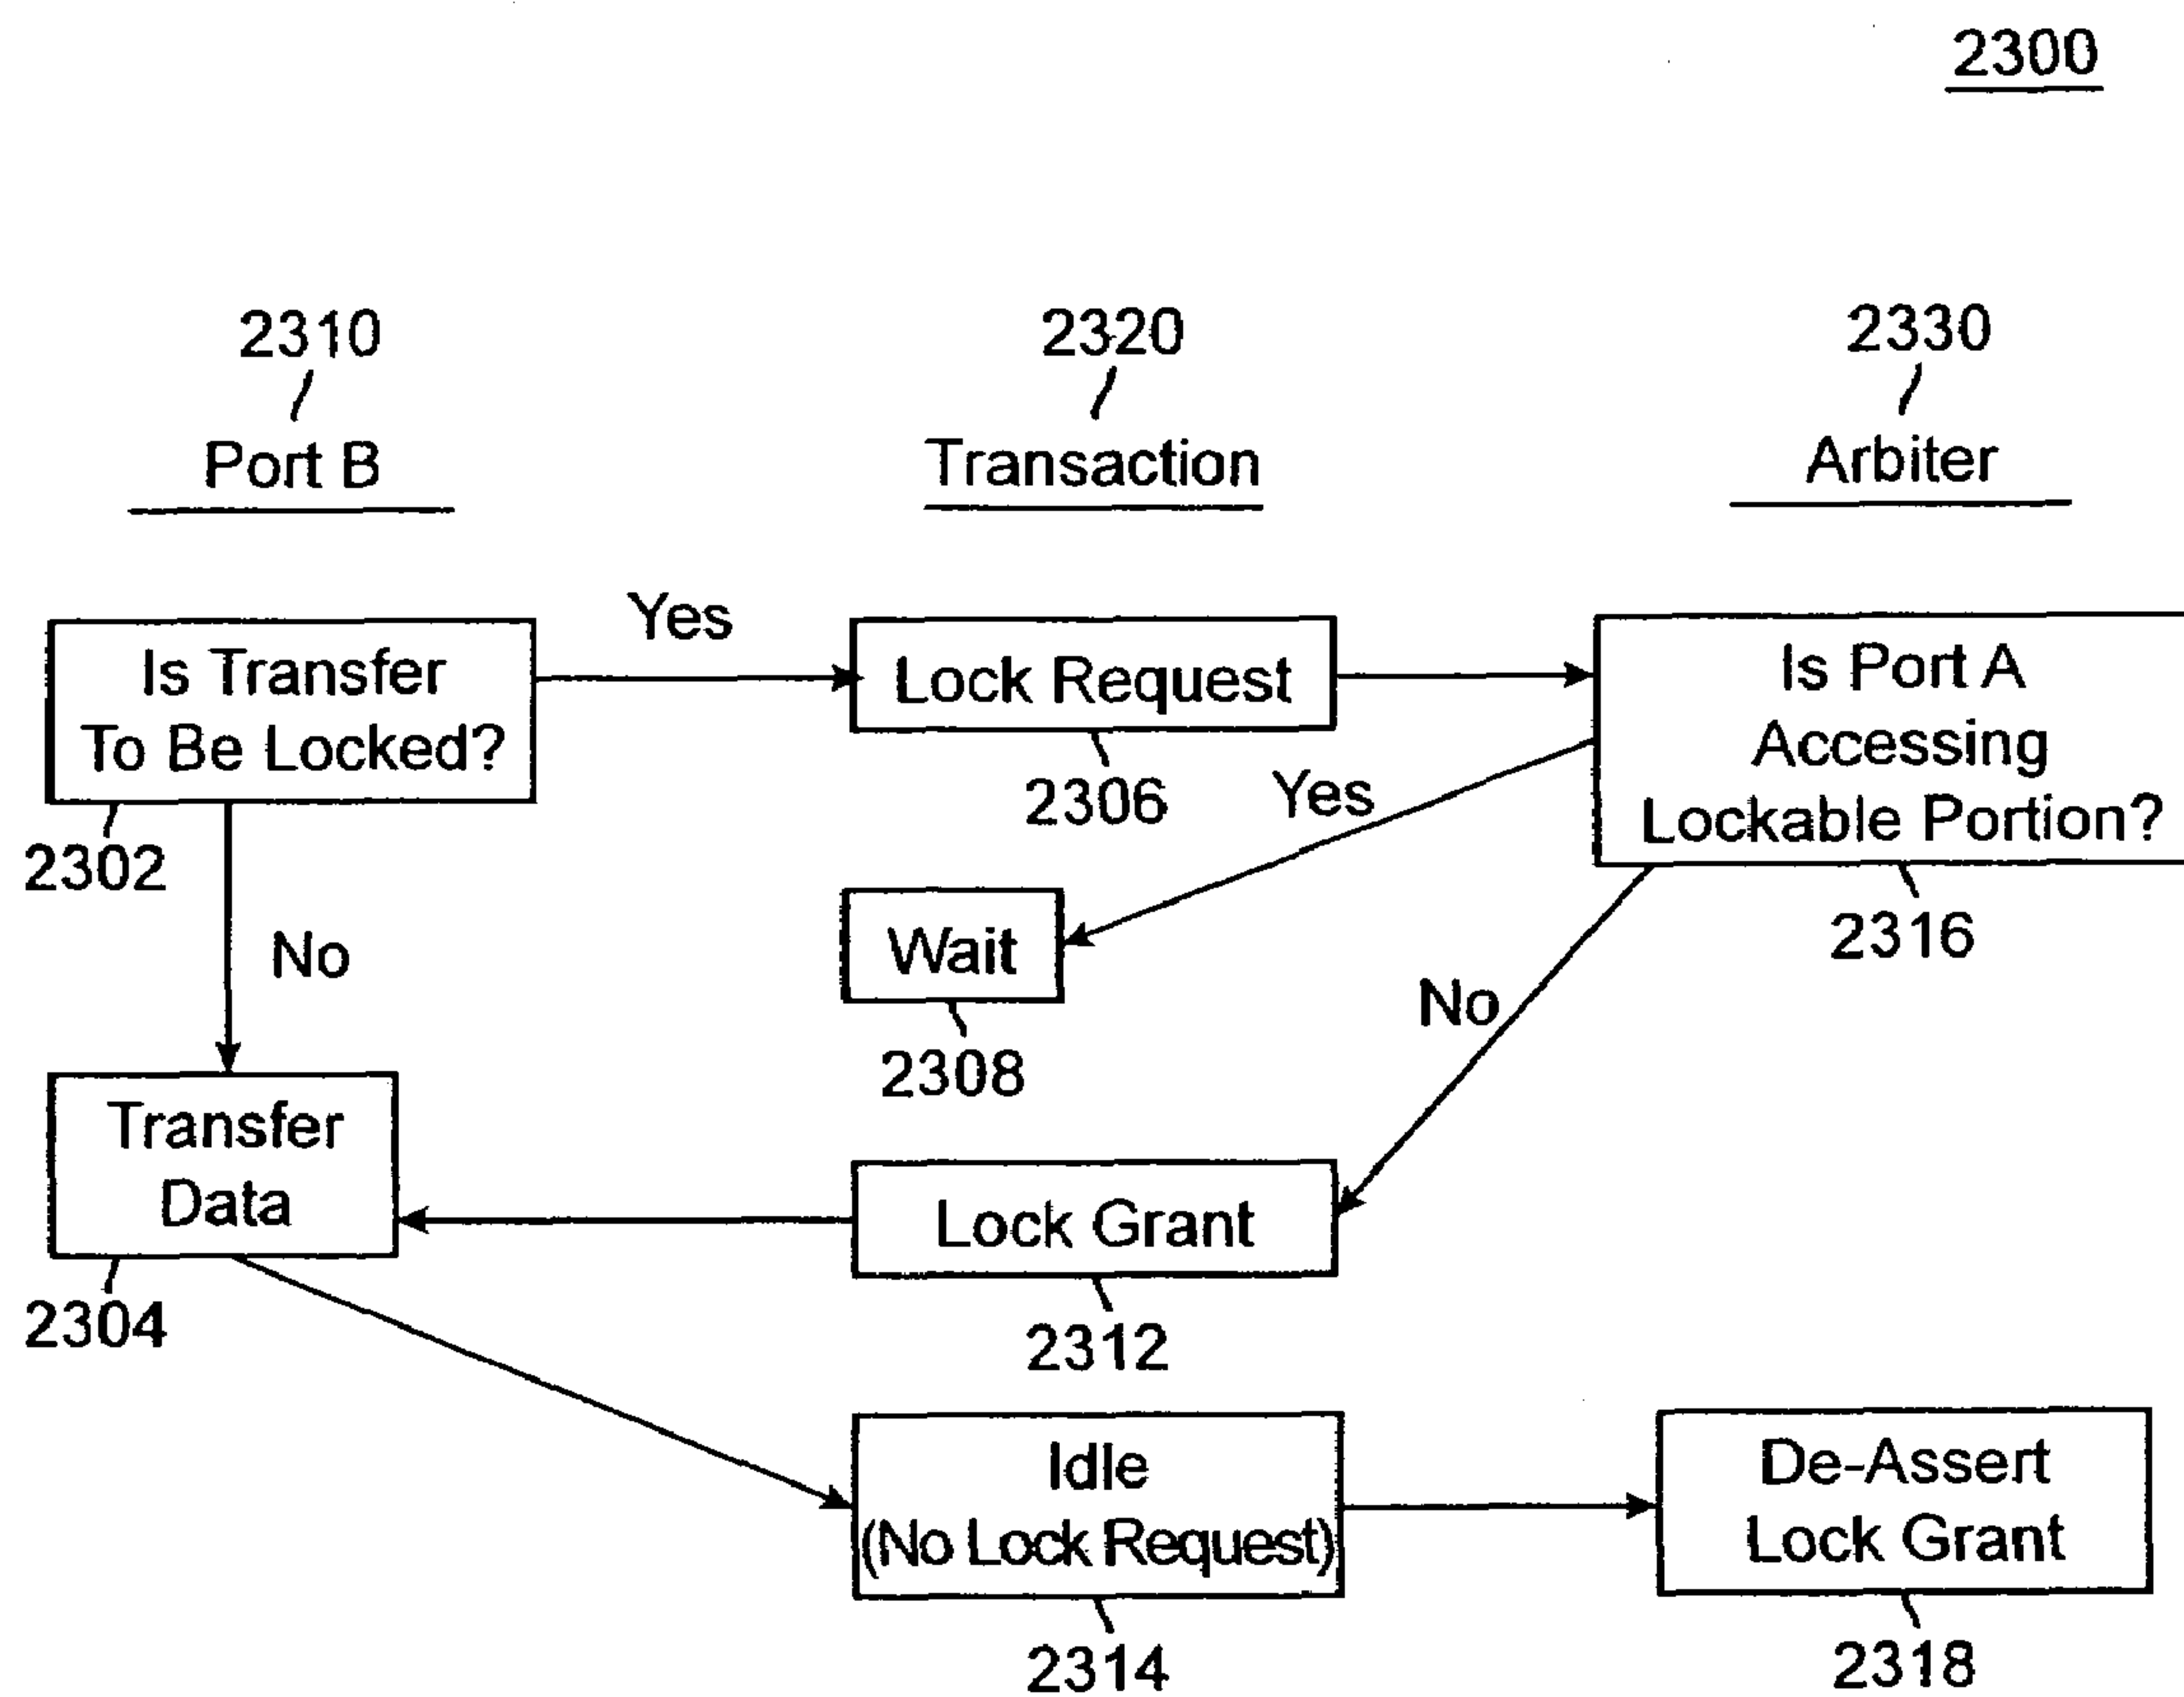 2300
2310
2320
2330
Port B
Transaction
Arbiter
Is Transfer
To Be Locked?
Yes
Lock Request
Is Port A
Accessing
Lockable Portion?
2302
2306
Yes
2316
No
Wait
No
2308
Transfer
Data
Lock Grant
2304
2312
Idle
(No Lock Request)
De-Assert
Lock Grant
2314
2318